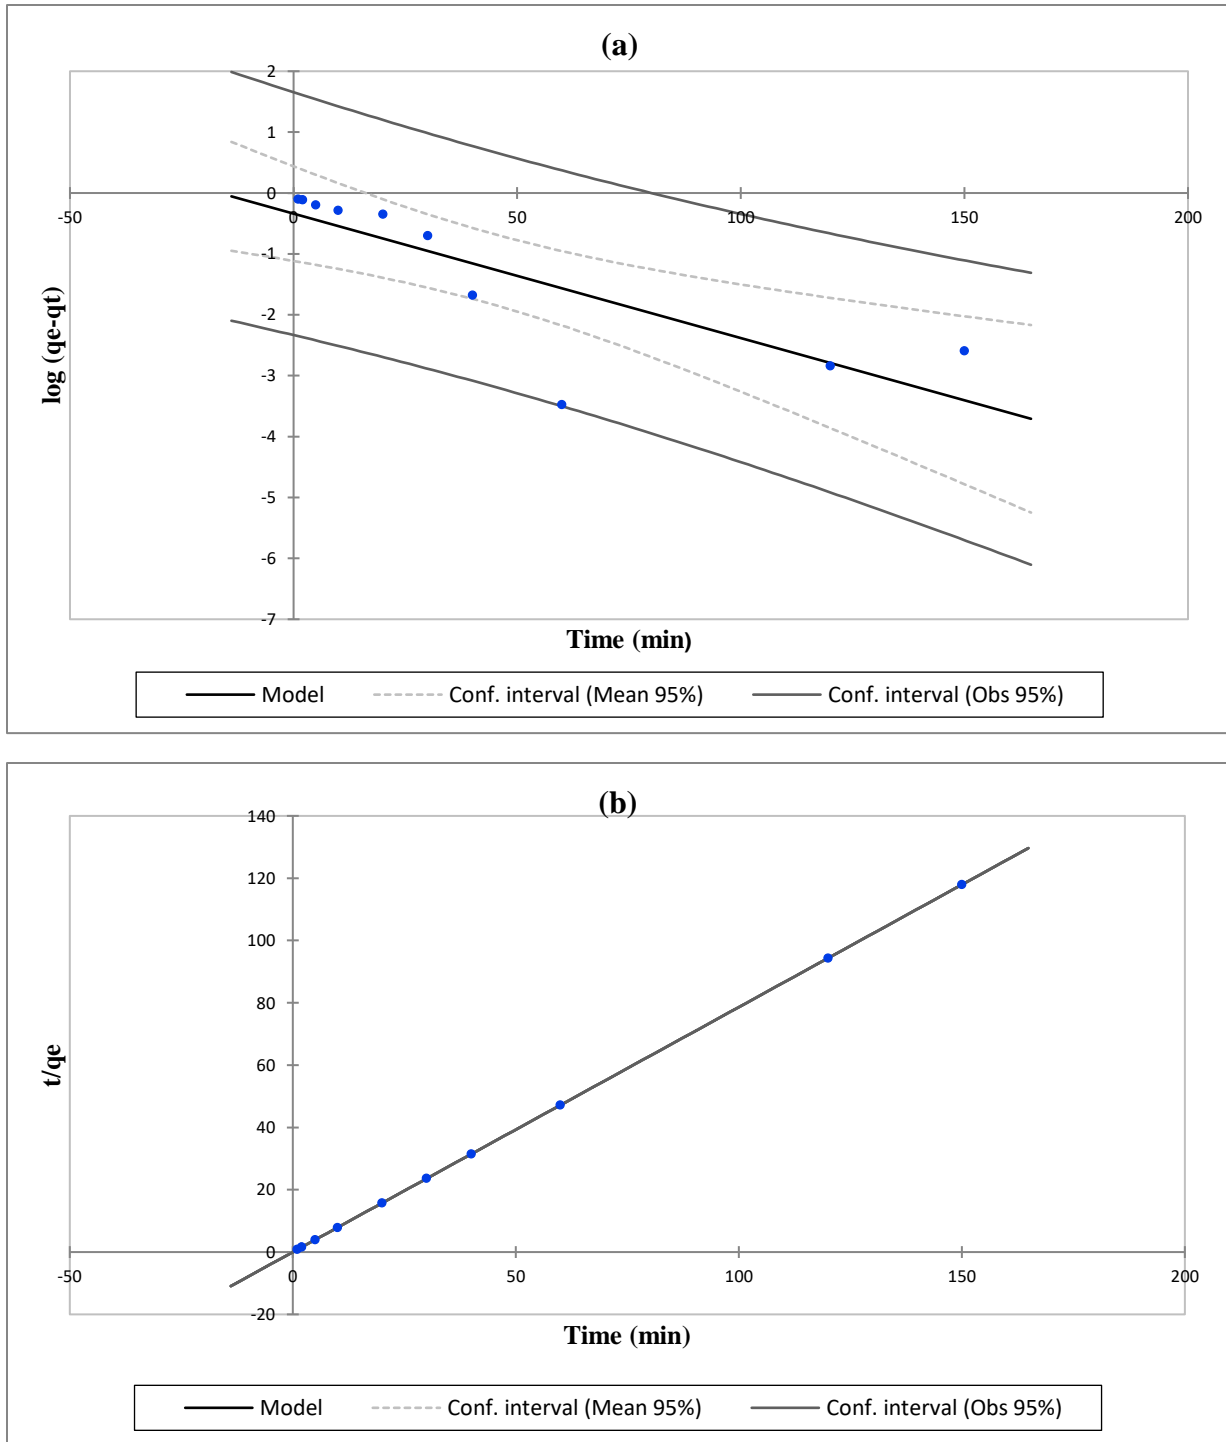 (a)
2
1
0
-50
0
50
100
150
200
-1
-2
-3
-4
-5
-6
-7
log (qe-qt)
Time (min)
Model
Conf. interval (Mean 95%)
Conf. interval (Obs 95%)
(b)
140
120
100
80
60
40
20
0
-50
0
50
100
150
200
-20
t/qe
Time (min)
Model
Conf. interval (Mean 95%)
Conf. interval (Obs 95%)